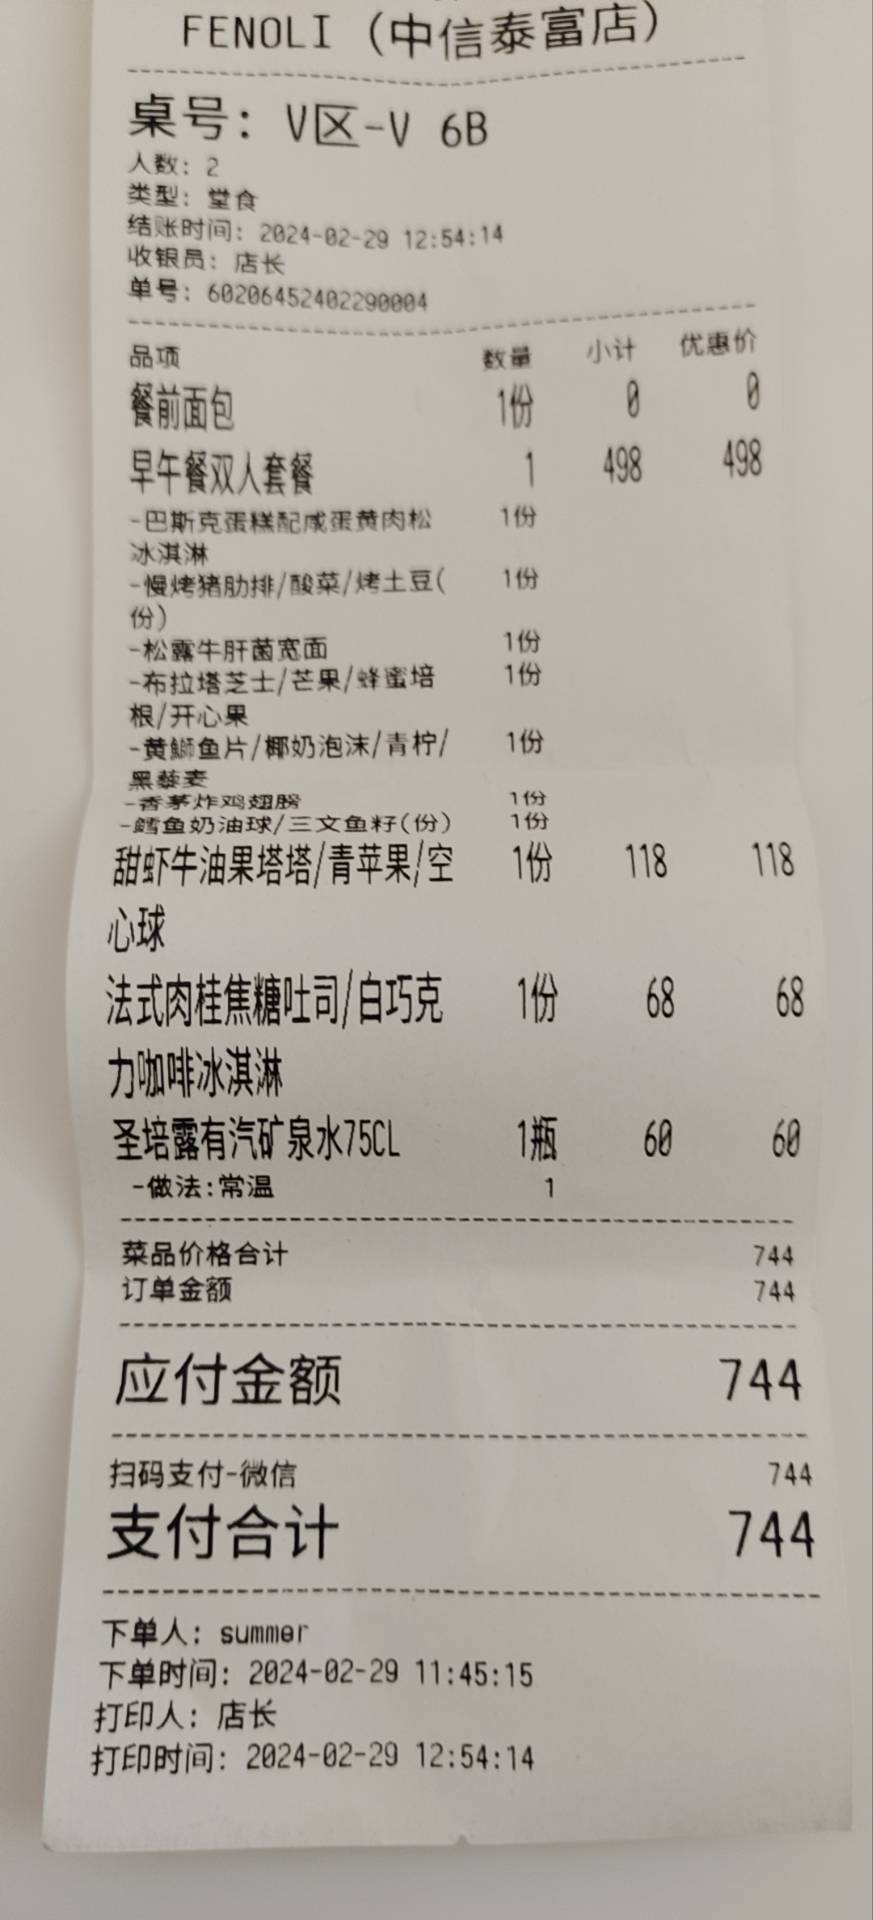 FENOLI (中信泰富店)
桌号: V区-V 6B
人数: 2
类型: 堂食
结账时间: 2024-02-29 12:54:14
收银员: 店长
单号: 602064524022290004
品项 数量 小计 优惠价
餐前面包 1份 0 0
早午餐双人套餐 1 498 498
-巴斯克蛋糕配咸蛋黄肉松 1份
冰淇淋
-慢烤猪肋排/酸菜/烤土豆( 1份
份)
-松露牛肝菌宽面 1份
-布拉塔芝士/芒果/蜂蜜培 1份
根/开心果
-黄鰤鱼片/椰奶泡沫/青柠/ 1份
黑藜麦
-香茅炸鸡翅膀 1份
-鳕鱼奶油球/三文鱼籽(份) 1份
甜虾牛油果塔塔/青苹果/空 1份 118 118
心球
法式肉桂焦糖吐司/白巧克 1份 68 68
力咖啡冰淇淋
圣培露有汽矿泉水75CL 1瓶 60 60
-做法:常温 1
菜品价格合计 744
订单金额 744
应付金额 744
扫码支付-微信 744
支付合计 744
下单人: summer
下单时间: 2024-02-29 11:45:15
打印人: 店长
打印时间: 2024-02-29 12:54:14